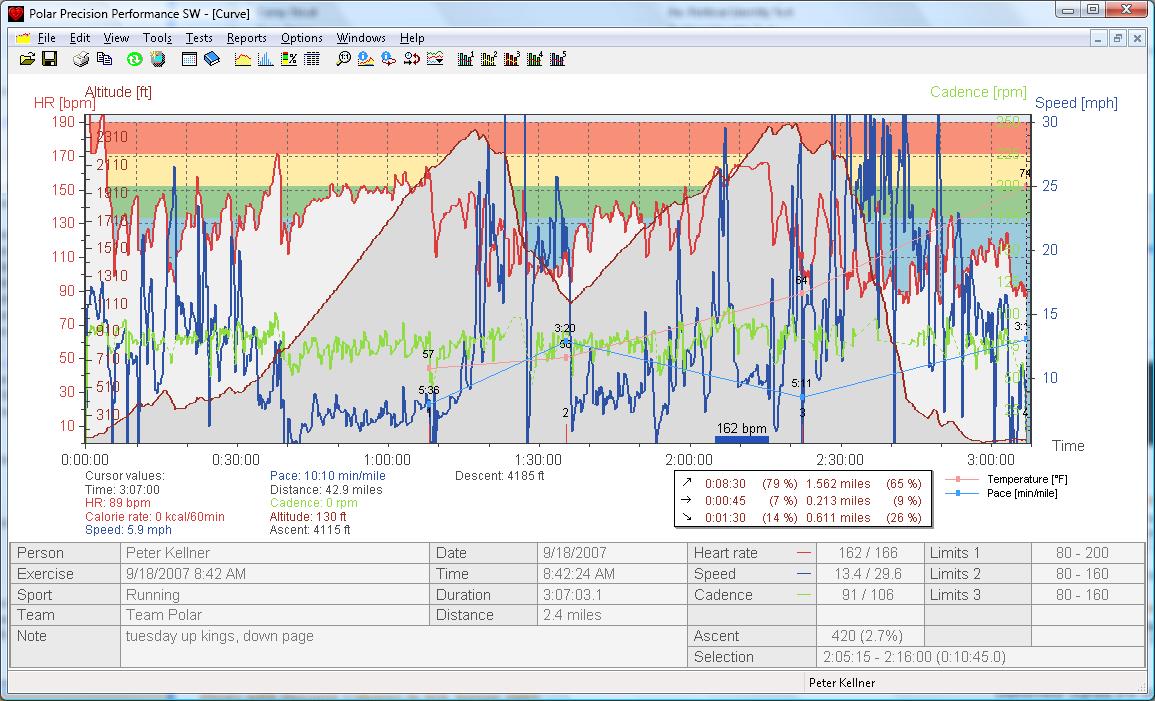 Polar Precision Performance SW - [Curve]
File Edit View Tools Tests Reports Options Windows Help
Altitude [ft] Cadence [rpm]
HR [bpm] Speed [mph]
190 2310 250 30
170 2110 225
150 1910 200 74 25
130
110 1510 20
90 1310 64 125
1110 15
70 910 3:20
50 710 57 56
30 510 5:36 5:11 10
10 310 2 3 4
162 bpm
0:00:00 0:30:00 1:00:00 1:30:00 2:00:00 2:30:00 3:00:00 Time
Cursor values: Pace: 10:10 min/mile Descent: 4185 ft
Time: 3:07:00 Distance: 42.9 miles
HR: 89 bpm Cadence: 0 rpm
Calorie rate: 0 kcal/60min Altitude: 130 ft
Speed: 5.9 mph Ascent: 4115 ft
0:08:30 (79 %) 1.562 miles (65 %)
0:00:45 (7 %) 0.213 miles (9 %)
0:01:30 (14 %) 0.611 miles (26 %)
Temperature [°F]
Pace [min/mile]
Person Peter Kellner Date 9/18/2007 Heart rate 162 / 166 Limits 1 80 - 200
Exercise 9/18/2007 8:42 AM Time 8:42:24 AM Speed 13.4 / 29.6 Limits 2 80 - 160
Sport Running Duration 3:07:03.1 Cadence 91 / 106 Limits 3 80 - 160
Team Team Polar Distance 2.4 miles
Note tuesday up kings, down page Ascent 420 (2.7%)
Selection 2:05:15 - 2:16:00 (0:10:45.0)
Peter Kellner